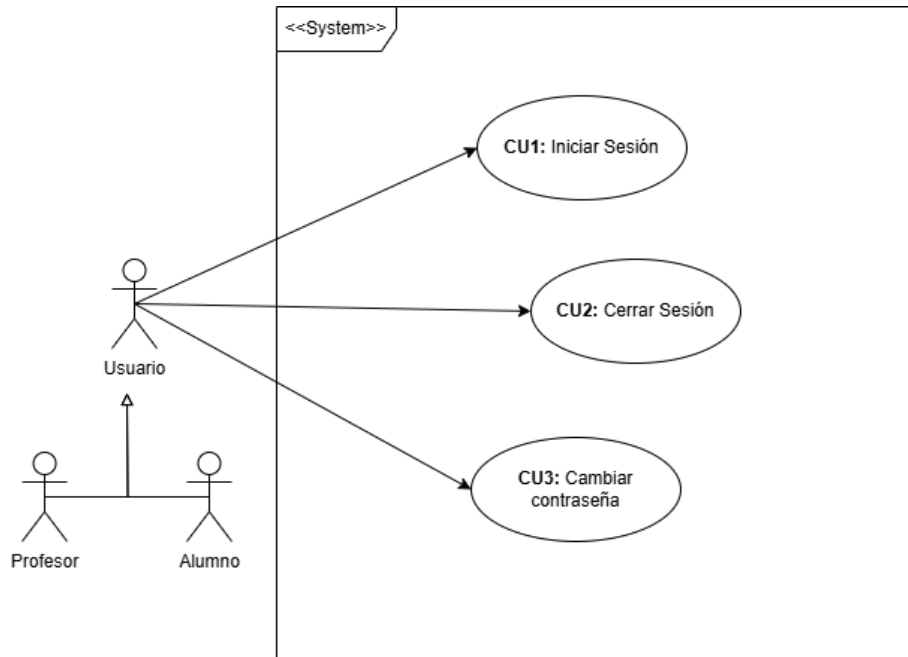 <<System>>
CU1: Iniciar Sesión
CU2: Cerrar Sesión
Usuario
CU3: Cambiar
contraseña
Profesor
Alumno